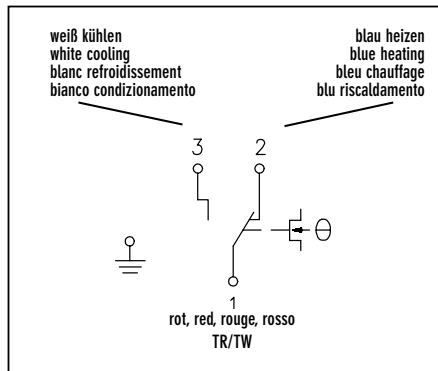 weiß kühlen
white cooling
blanc refroidissement
bianco condizionamento
blau heizen
blue heating
bleu chauffage
blu riscaldamento
3
2
θ
1
rot, red, rouge, rosso
TR/TW